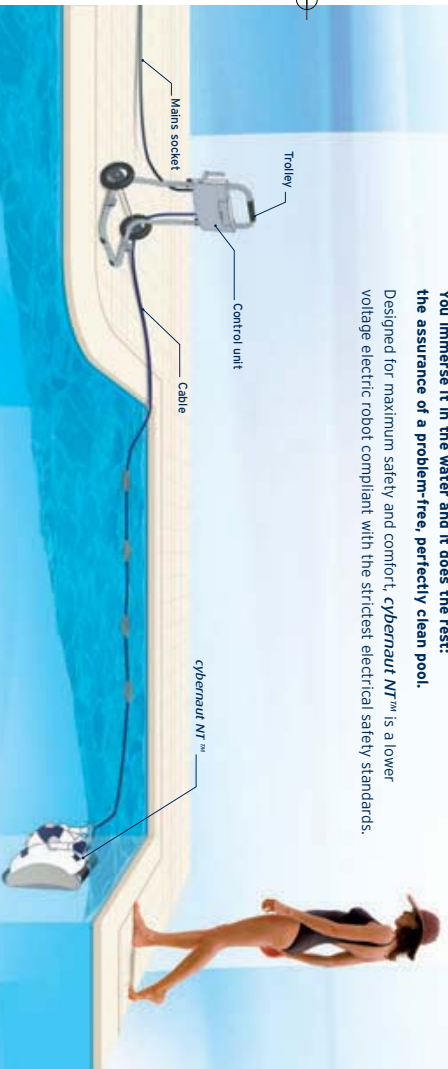 You immerse it in the water and it does the rest:
the assurance of a problem-free, perfectly clean pool.
Designed for maximum safety and comfort, cybernaut NT™ is a lower
voltage electric robot compliant with the strictest electrical safety standards.
Trolley
Control unit
Mains socket
Cable
cybernaut NT™